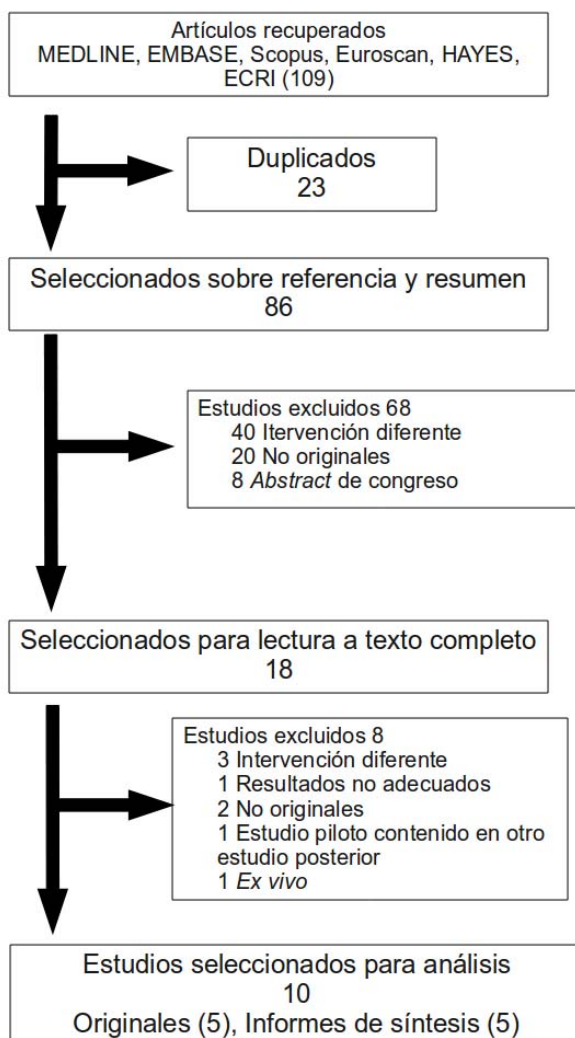 Artículos recuperados
MEDLINE, EMBASE, Scopus, Euroscan, HAYES,
ECRI (109)
Duplicados
23
Seleccionados sobre referencia y resumen
86
Estudios excluidos 68
40 Itervención diferente
20 No originales
8 Abstract de congreso
Seleccionados para lectura a texto completo
18
Estudios excluidos 8
3 Intervención diferente
1 Resultados no adecuados
2 No originales
1 Estudio piloto contenido en otro
estudio posterior
1 Ex vivo
Estudios seleccionados para análisis
10
Originales (5), Informes de síntesis (5)